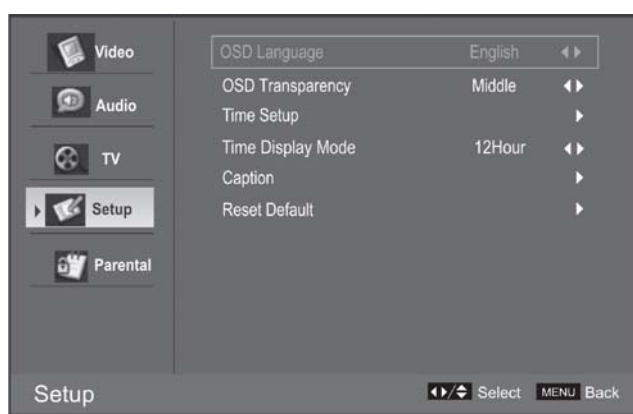 Video
Audio
TV
Setup
Parental
OSD Language English
OSD Transparency Middle
Time Setup
Time Display Mode 12Hour
Caption
Reset Default
Setup
Select MENU Back